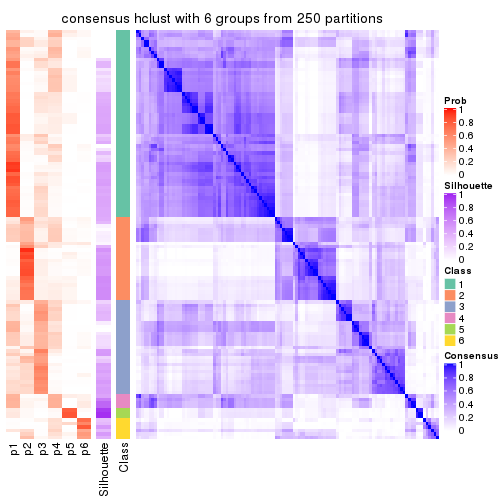 consensus hclust with 6 groups from 250 partitions
Prob
1
0.8
0.6
0.4
0.2
0
Silhouette
1
0.8
0.6
0.4
0.2
0
Class
1
2
3
4
5
6
Consensus
1
0.8
0.6
0.4
0.2
0
p1
p2
p3
p4
p5
p6
Silhouette
Class